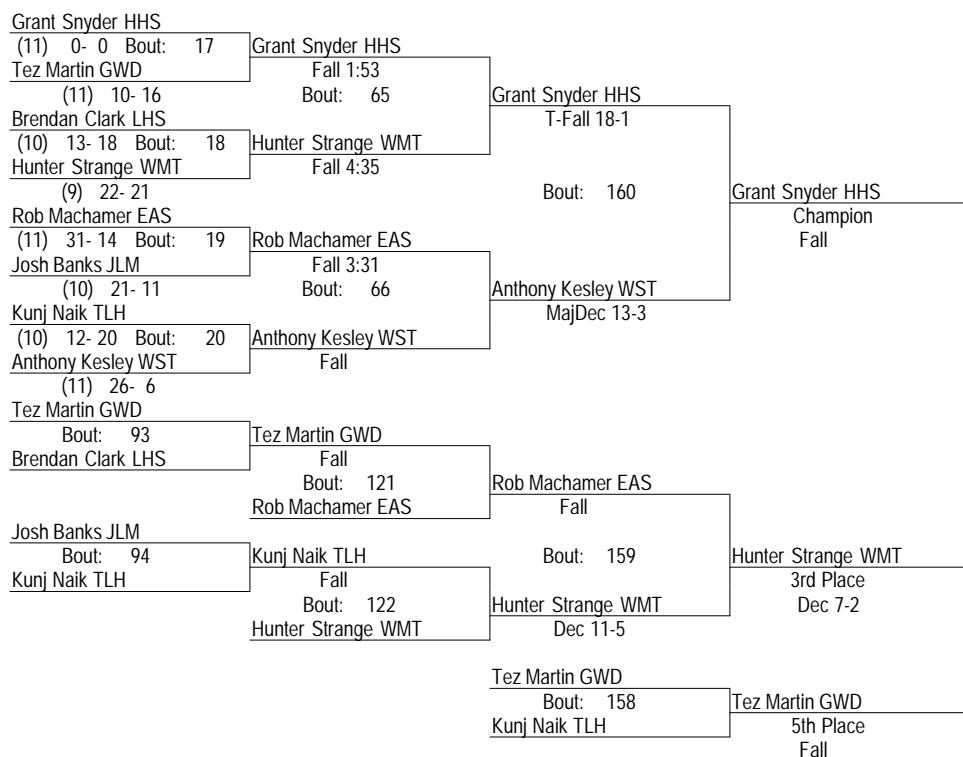 Grant Snyder HHS
(11) 0- 0 Bout: 17
Tez Martin GWD
(11) 10- 16
Brendan Clark LHS
(10) 13- 18 Bout: 18
Hunter Strange WMT
(9) 22- 21
Rob Machamer EAS
(11) 31- 14 Bout: 19
Josh Banks JLM
(10) 21- 11
Kunj Naik TLH
(10) 12- 20 Bout: 20
Anthony Kesley WST
(11) 26- 6
Grant Snyder HHS
Fall 1:53
Bout: 65
Hunter Strange WMT
Fall 4:35
Rob Machamer EAS
Fall 3:31
Bout: 66
Anthony Kesley WST
Fall
Grant Snyder HHS
T-Fall 18-1
Bout: 160
Anthony Kesley WST
MajDec 13-3
Grant Snyder HHS
Champion
Fall
Tez Martin GWD
Bout: 93
Brendan Clark LHS
Josh Banks JLM
Bout: 94
Kunj Naik TLH
Tez Martin GWD
Fall
Bout: 121
Rob Machamer EAS
Kunj Naik TLH
Fall
Bout: 122
Hunter Strange WMT
Rob Machamer EAS
Fall
Bout: 159
Hunter Strange WMT
Dec 11-5
Hunter Strange WMT
3rd Place
Dec 7-2
Tez Martin GWD
Bout: 158
Kunj Naik TLH
Tez Martin GWD
5th Place
Fall